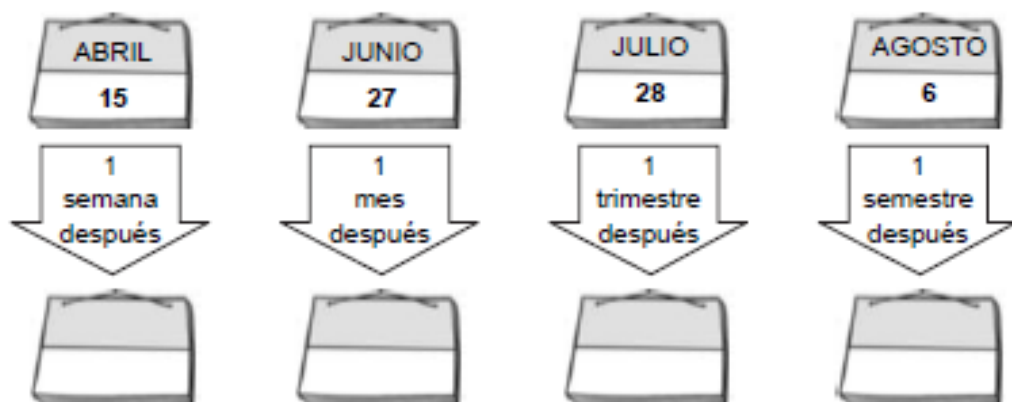 ABRIL
15
JUNIO
27
JULIO
28
AGOSTO
6
1
semana
después
1
mes
después
1
trimestre
después
1
semestre
después